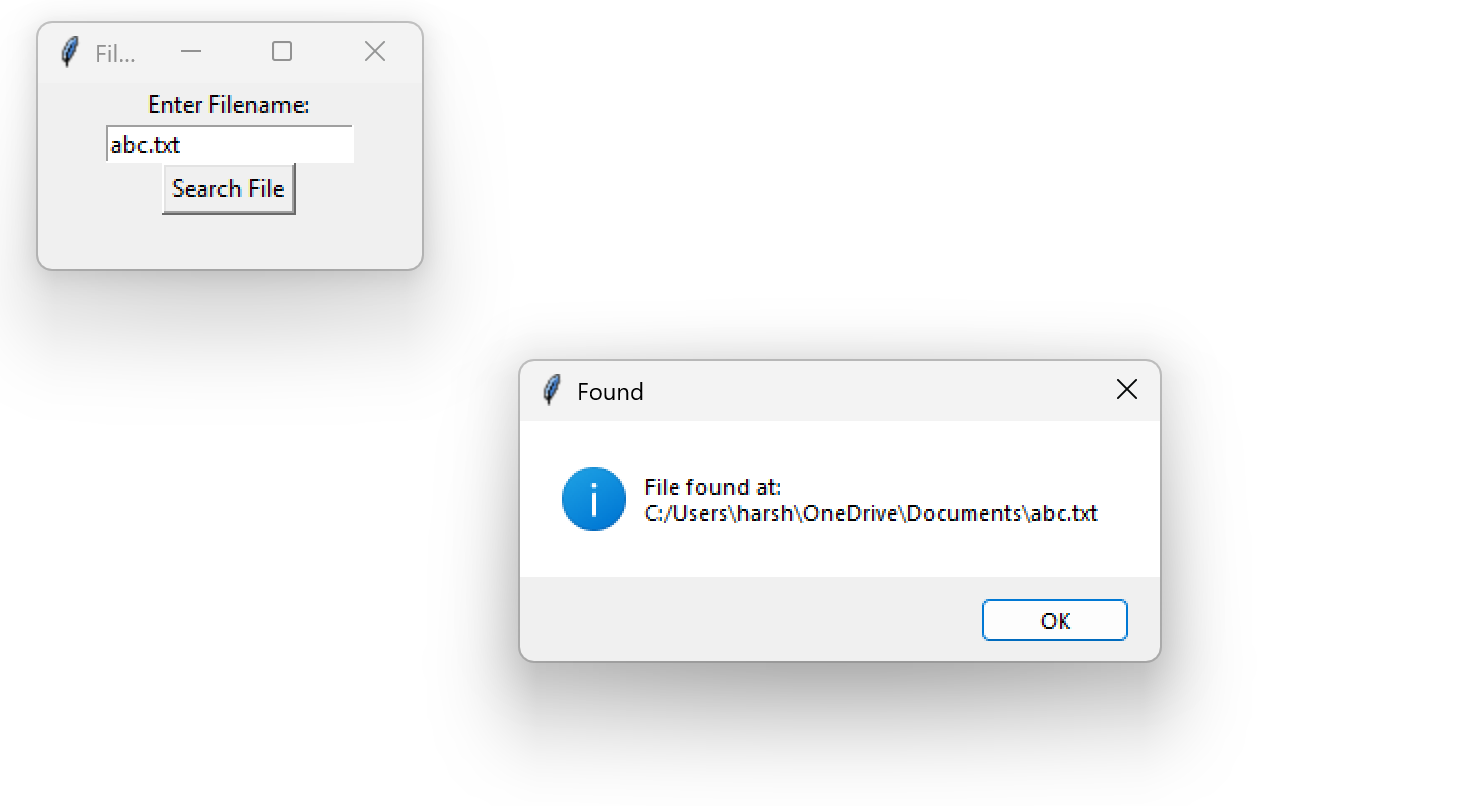 Fil...
Enter Filename:
abc.txt
Search File
Found
File found at:
C:/Users\harsh\OneDrive\Documents\abc.txt
OK